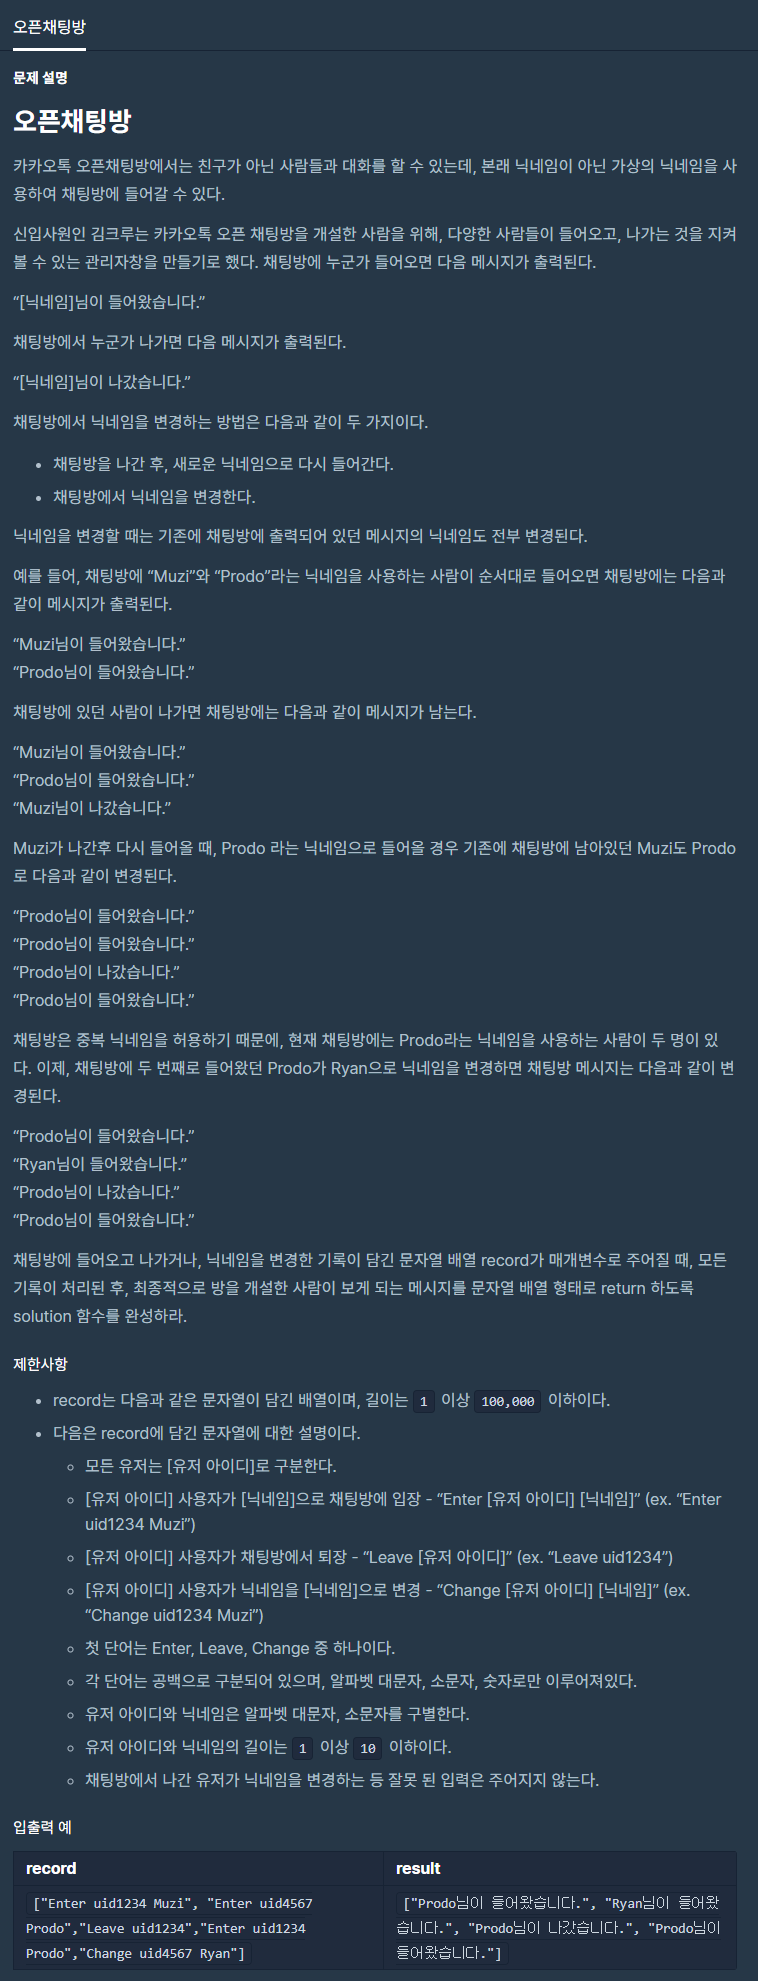 오픈채팅방
문제 설명
오픈채팅방
카카오톡 오픈채팅방에서는 친구가 아닌 사람들과 대화를 할 수 있는데, 본래 닉네임이 아닌 가상의 닉네임을 사
용하여 채팅방에 들어갈 수 있다.
신입사원인 김크루는 카카오톡 오픈 채팅방을 개설한 사람을 위해, 다양한 사람들이 들어오고, 나가는 것을 지켜
볼 수 있는 관리자창을 만들기로 했다. 채팅방에 누군가 들어오면 다음 메시지가 출력된다.
“[닉네임]님이 들어왔습니다.”
채팅방에서 누군가 나가면 다음 메시지가 출력된다.
“[닉네임]님이 나갔습니다.”
채팅방에서 닉네임을 변경하는 방법은 다음과 같이 두 가지이다.
• 채팅방을 나간 후, 새로운 닉네임으로 다시 들어간다.
• 채팅방에서 닉네임을 변경한다.
닉네임을 변경할 때는 기존에 채팅방에 출력되어 있던 메시지의 닉네임도 전부 변경된다.
예를 들어, 채팅방에 “Muzi”와 “Prodo”라는 닉네임을 사용하는 사람이 순서대로 들어오면 채팅방에는 다음과
같이 메시지가 출력된다.
“Muzi님이 들어왔습니다.”
“Prodo님이 들어왔습니다.”
채팅방에 있던 사람이 나가면 채팅방에는 다음과 같이 메시지가 남는다.
“Muzi님이 들어왔습니다.”
“Prodo님이 들어왔습니다.”
“Muzi님이 나갔습니다.”
Muzi가 나간후 다시 들어올 때, Prodo 라는 닉네임으로 들어올 경우 기존에 채팅방에 남아있던 Muzi도 Prodo
로 다음과 같이 변경된다.
“Prodo님이 들어왔습니다.”
“Prodo님이 들어왔습니다.”
“Prodo님이 나갔습니다.”
“Prodo님이 들어왔습니다.”
채팅방은 중복 닉네임을 허용하기 때문에, 현재 채팅방에는 Prodo라는 닉네임을 사용하는 사람이 두 명이 있
다. 이제, 채팅방에 두 번째로 들어왔던 Prodo가 Ryan으로 닉네임을 변경하면 채팅방 메시지는 다음과 같이 변
경된다.
“Prodo님이 들어왔습니다.”
“Ryan님이 들어왔습니다.”
“Prodo님이 나갔습니다.”
“Prodo님이 들어왔습니다.”
채팅방에 들어오고 나가거나, 닉네임을 변경한 기록이 담긴 문자열 배열 record가 매개변수로 주어질 때, 모든
기록이 처리된 후, 최종적으로 방을 개설한 사람이 보게 되는 메시지를 문자열 배열 형태로 return 하도록
solution 함수를 완성하라.
제한사항
• record는 다음과 같은 문자열이 담긴 배열이며, 길이는 1 이상 100,000 이하이다.
• 다음은 record에 담긴 문자열에 대한 설명이다.
◦ 모든 유저는 [유저 아이디]로 구분한다.
◦ [유저 아이디] 사용자가 [닉네임]으로 채팅방에 입장 - “Enter [유저 아이디] [닉네임]” (ex. “Enter
uid1234 Muzi”)
◦ [유저 아이디] 사용자가 채팅방에서 퇴장 - “Leave [유저 아이디]” (ex. “Leave uid1234”)
◦ [유저 아이디] 사용자가 닉네임을 [닉네임]으로 변경 - “Change [유저 아이디] [닉네임]” (ex.
“Change uid1234 Muzi”)
◦ 첫 단어는 Enter, Leave, Change 중 하나이다.
◦ 각 단어는 공백으로 구분되어 있으며, 알파벳 대문자, 소문자, 숫자로만 이루어져있다.
◦ 유저 아이디와 닉네임은 알파벳 대문자, 소문자를 구별한다.
◦ 유저 아이디와 닉네임의 길이는 1 이상 10 이하이다.
◦ 채팅방에서 나간 유저가 닉네임을 변경하는 등 잘못 된 입력은 주어지지 않는다.
입출력 예
record result
["Enter uid1234 Muzi", "Enter uid4567 ["Prodo님이 들어왔습니다.", "Ryan님이 들어왔
Prodo","Leave uid1234","Enter uid1234 습니다.", "Prodo님이 나갔습니다.", "Prodo님이
Prodo","Change uid4567 Ryan"] 들어왔습니다."]